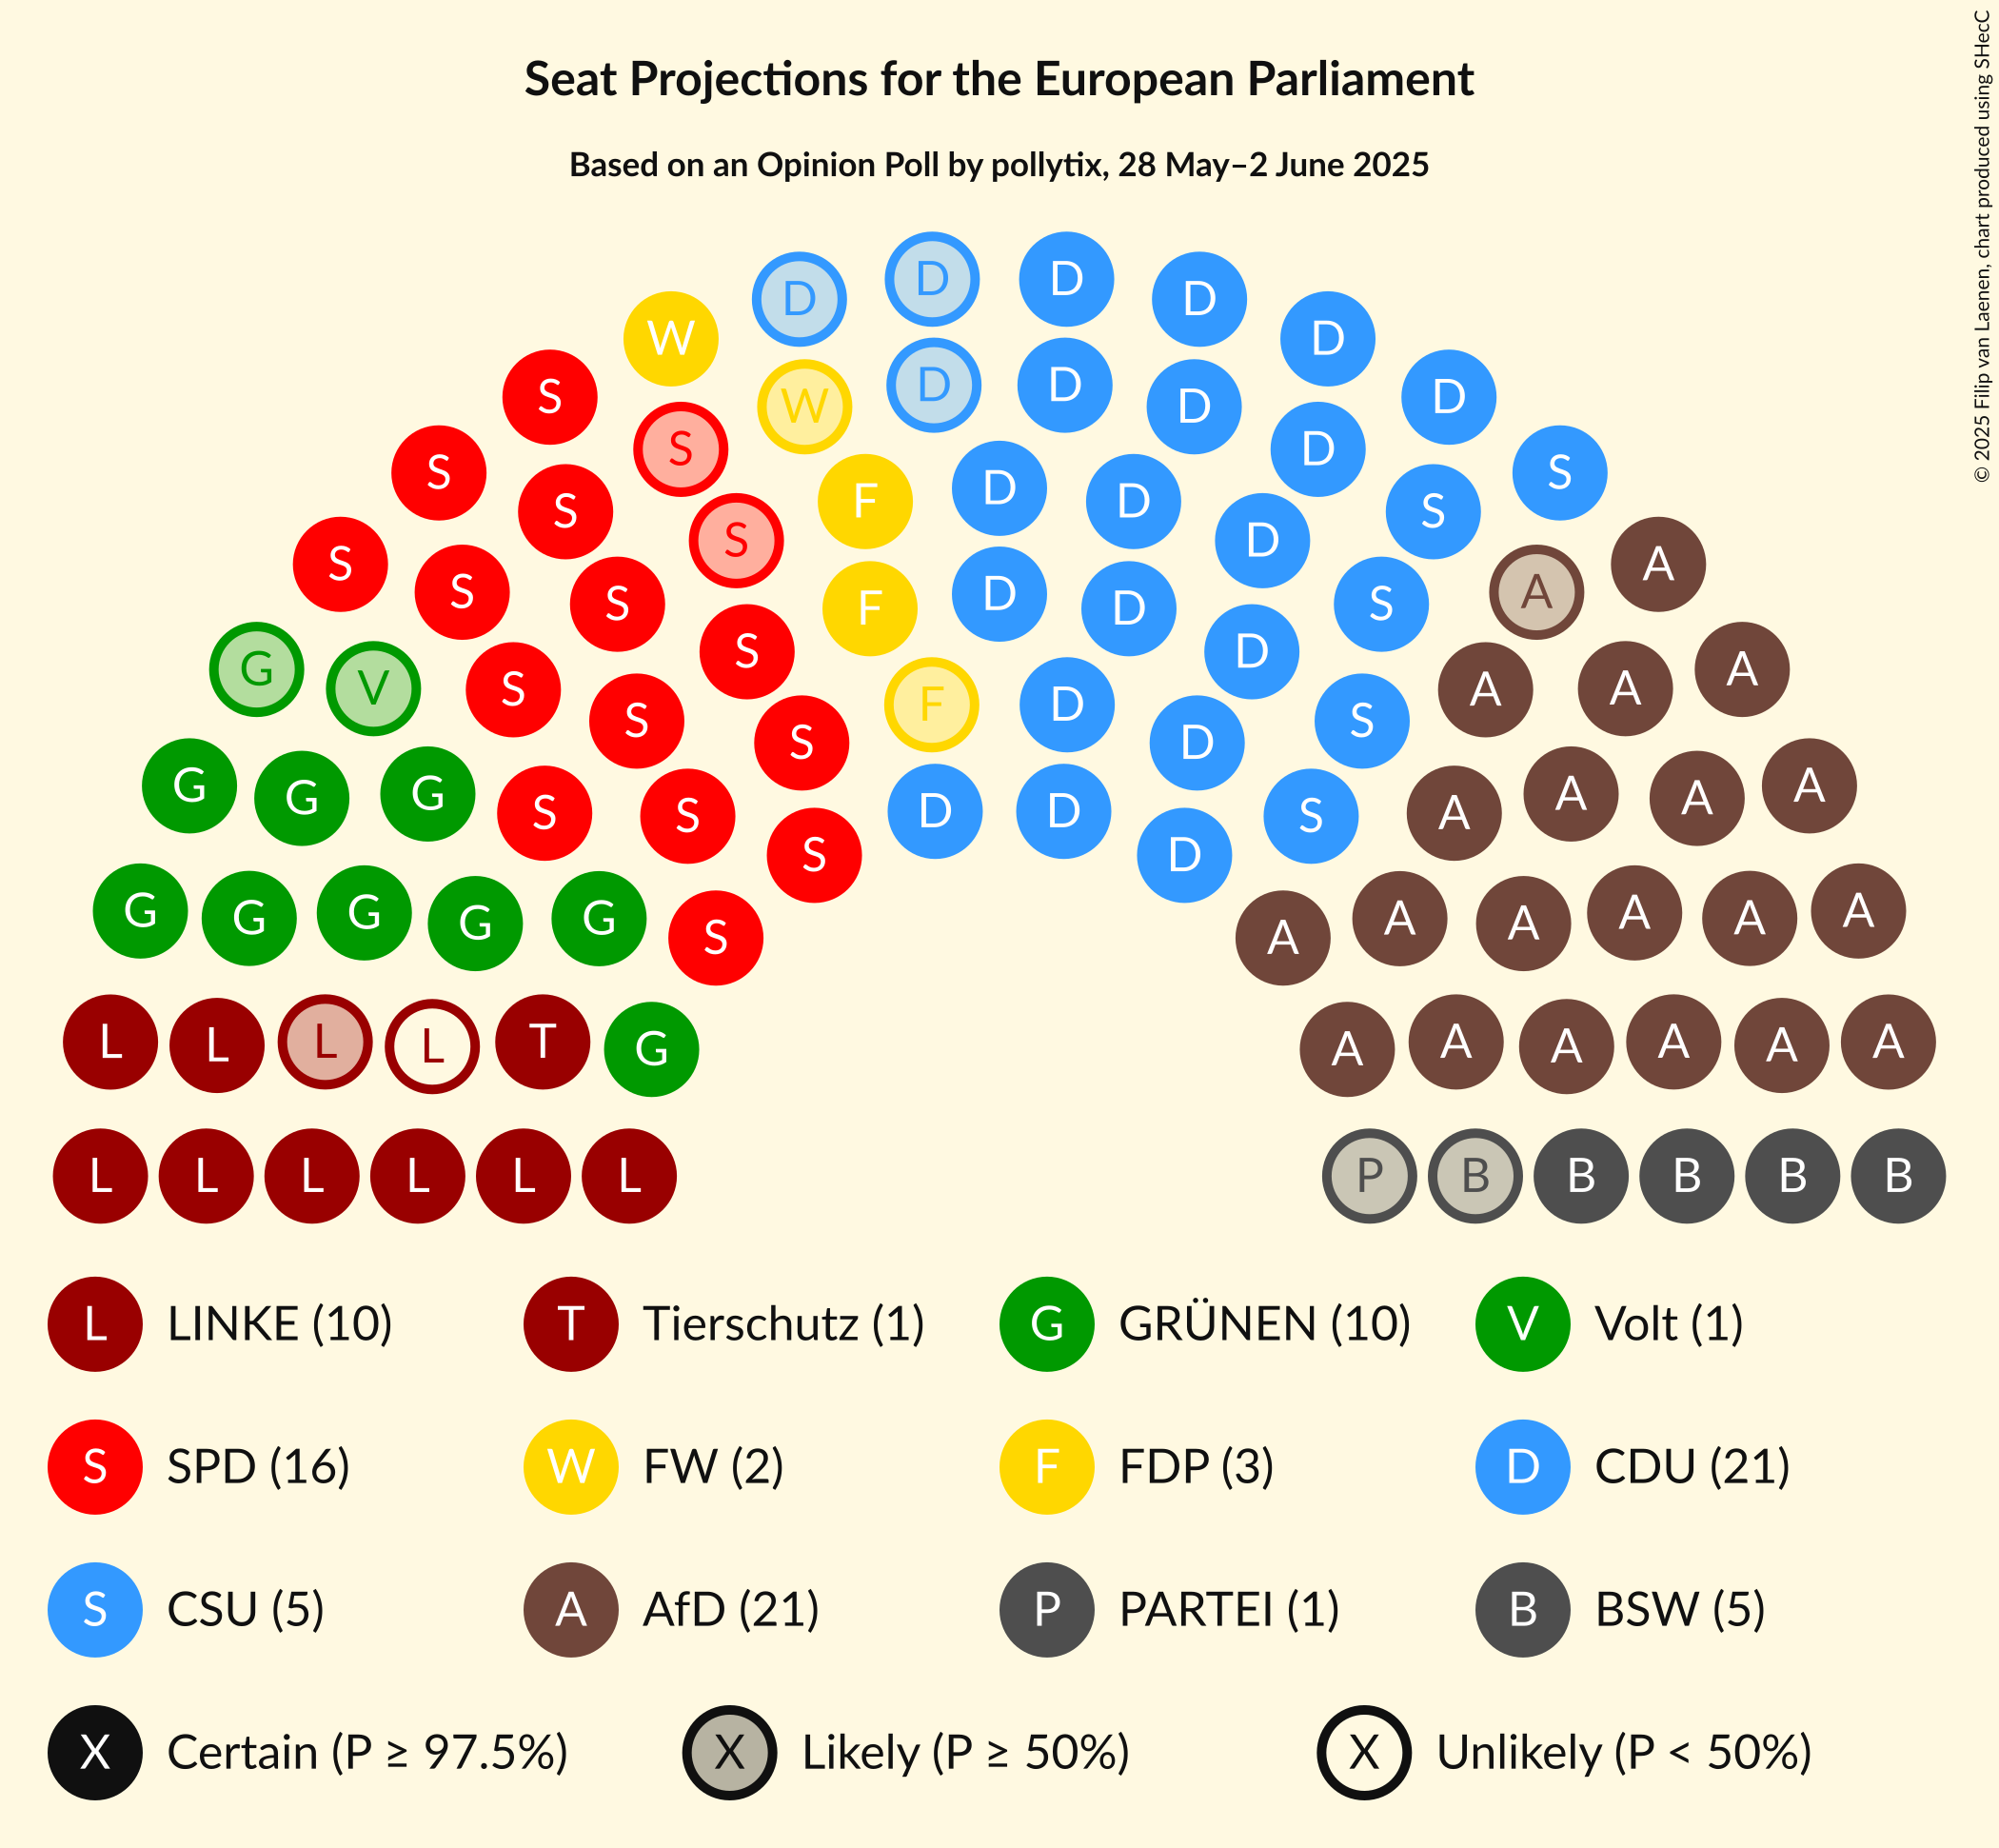 Seat Projections for the European Parliament
Based on an Opinion Poll by pollytix, 28 May–2 June 2025
© 2025 Filip van Laenen, chart produced using SHecC
D D D D
W D
S W D D D D
S S D S
S F D D D S
S S S F D D D S A A
S S D S
G V S S S F D D S A A A
G G G S S S D D D S A A A A
G G G G G S A A A A A A
L L L L T G A A A A A A
L L L L L L P B B B B B
L LINKE (10) T Tierschutz (1) G GRÜNEN (10) V Volt (1)
S SPD (16) W FW (2) F FDP (3) D CDU (21)
S CSU (5) A AfD (21) P PARTEI (1) B BSW (5)
X Certain (P ≥ 97.5%) X Likely (P ≥ 50%) X Unlikely (P < 50%)